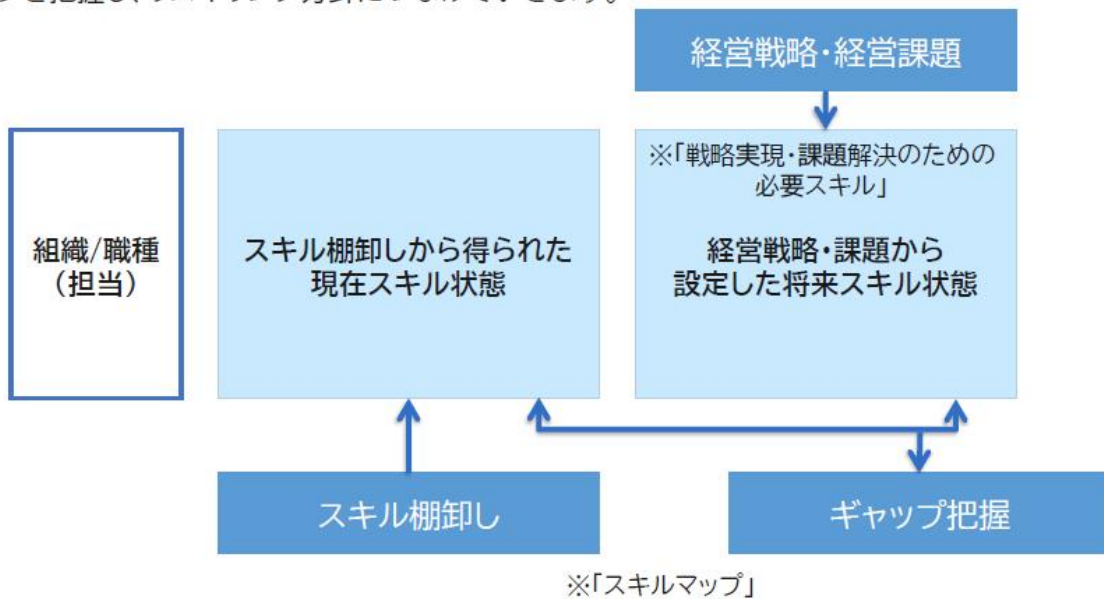 経営戦略・経営課題
組織/職種
（担当）
スキル棚卸しから得られた
現在スキル状態
※「戦略実現・課題解決のための
必要スキル」
経営戦略・課題から
設定した将来スキル状態
スキル棚卸し
ギャップ把握
※「スキルマップ」